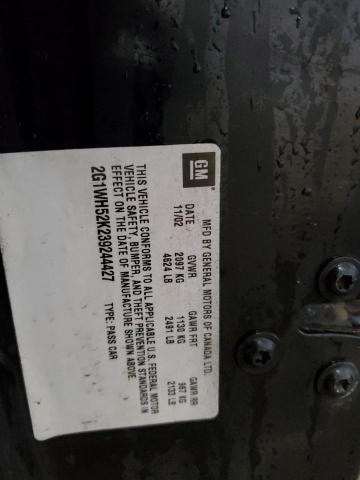 GM
MFG BY GENERAL MOTORS OF CANADA LTD.
DATE GVWR GAWR FRT GAWR RR
11/02 2097 KG 1130 KG 967 KG
4624 LB 2491 LB 2133 LB
THIS VEHICLE CONFORMS TO ALL APPLICABLE U.S. FEDERAL MOTOR
VEHICLE SAFETY, BUMPER, AND THEFT PREVENTION STANDARDS IN
EFFECT ON THE DATE OF MANUFACTURE SHOWN ABOVE.
2G1WH52K239244427 TYPE: PASS CAR